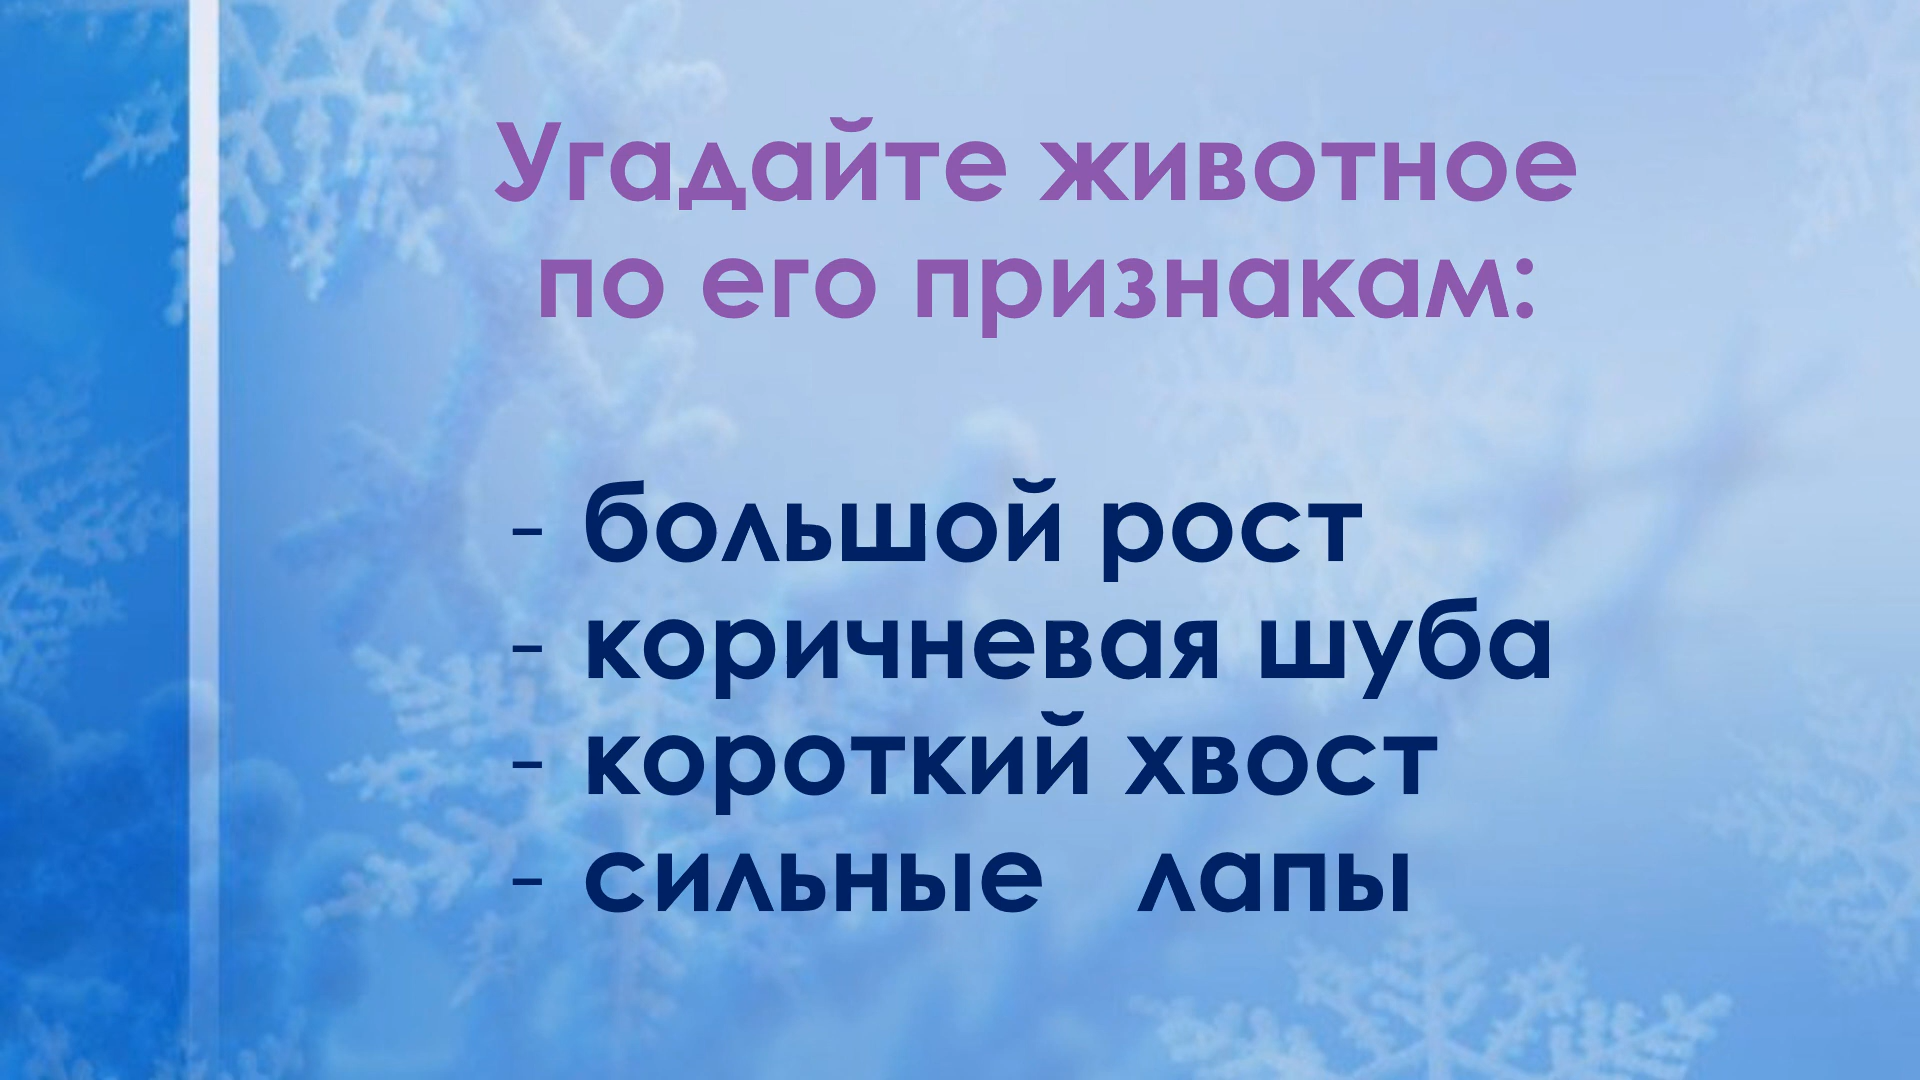 Угадайте животное
по его признакам:
- большой рост
- коричневая шуба
- короткий хвост
- сильные лапы